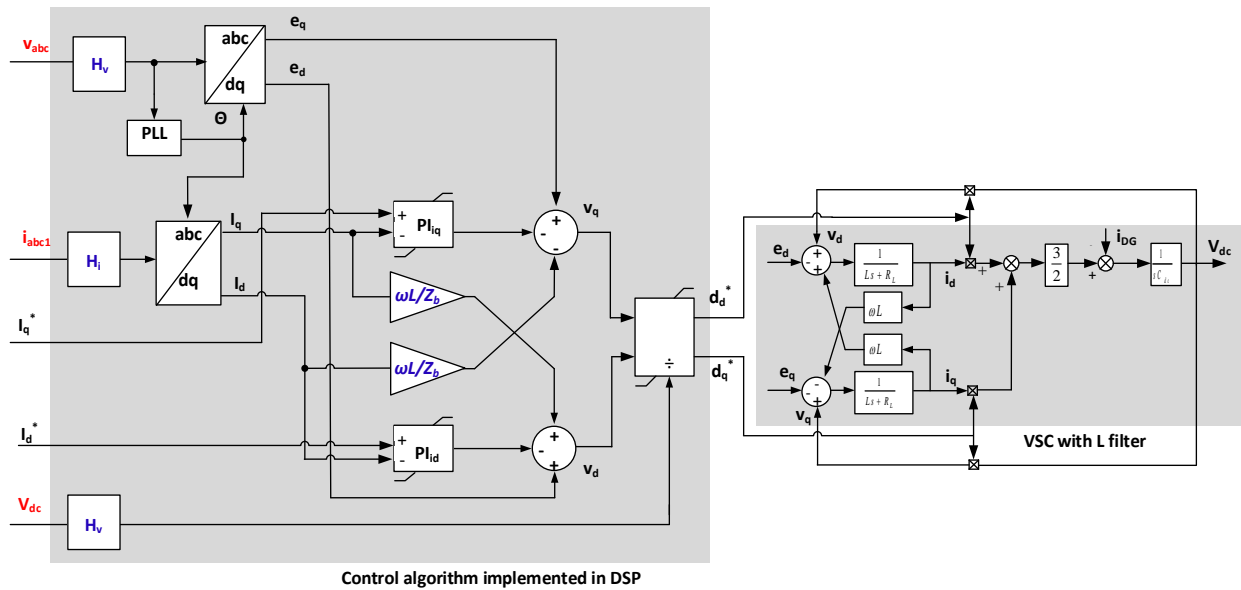 v_abc
H_v
abc
dq
e_q
e_d
Θ
PLL
i_abc1
H_i
abc
dq
I_q
I_d
+
-
PI_iq
+
-
-
v_q
ωL/Z_b
ωL/Z_b
I_q*
I_d*
+
-
PI_id
+
-
+
v_d
÷
d_d*
d_q*
V_dc
H_v
Control algorithm implemented in DSP
e_d
v_d
+
-
+
1
Ls + R_L
i_d
ωL
ωL
e_q
v_q
-
-
+
1
Ls + R_L
i_q
+
+
3
2
+
-
i_DG
1
sC_dc
V_dc
VSC with L filter